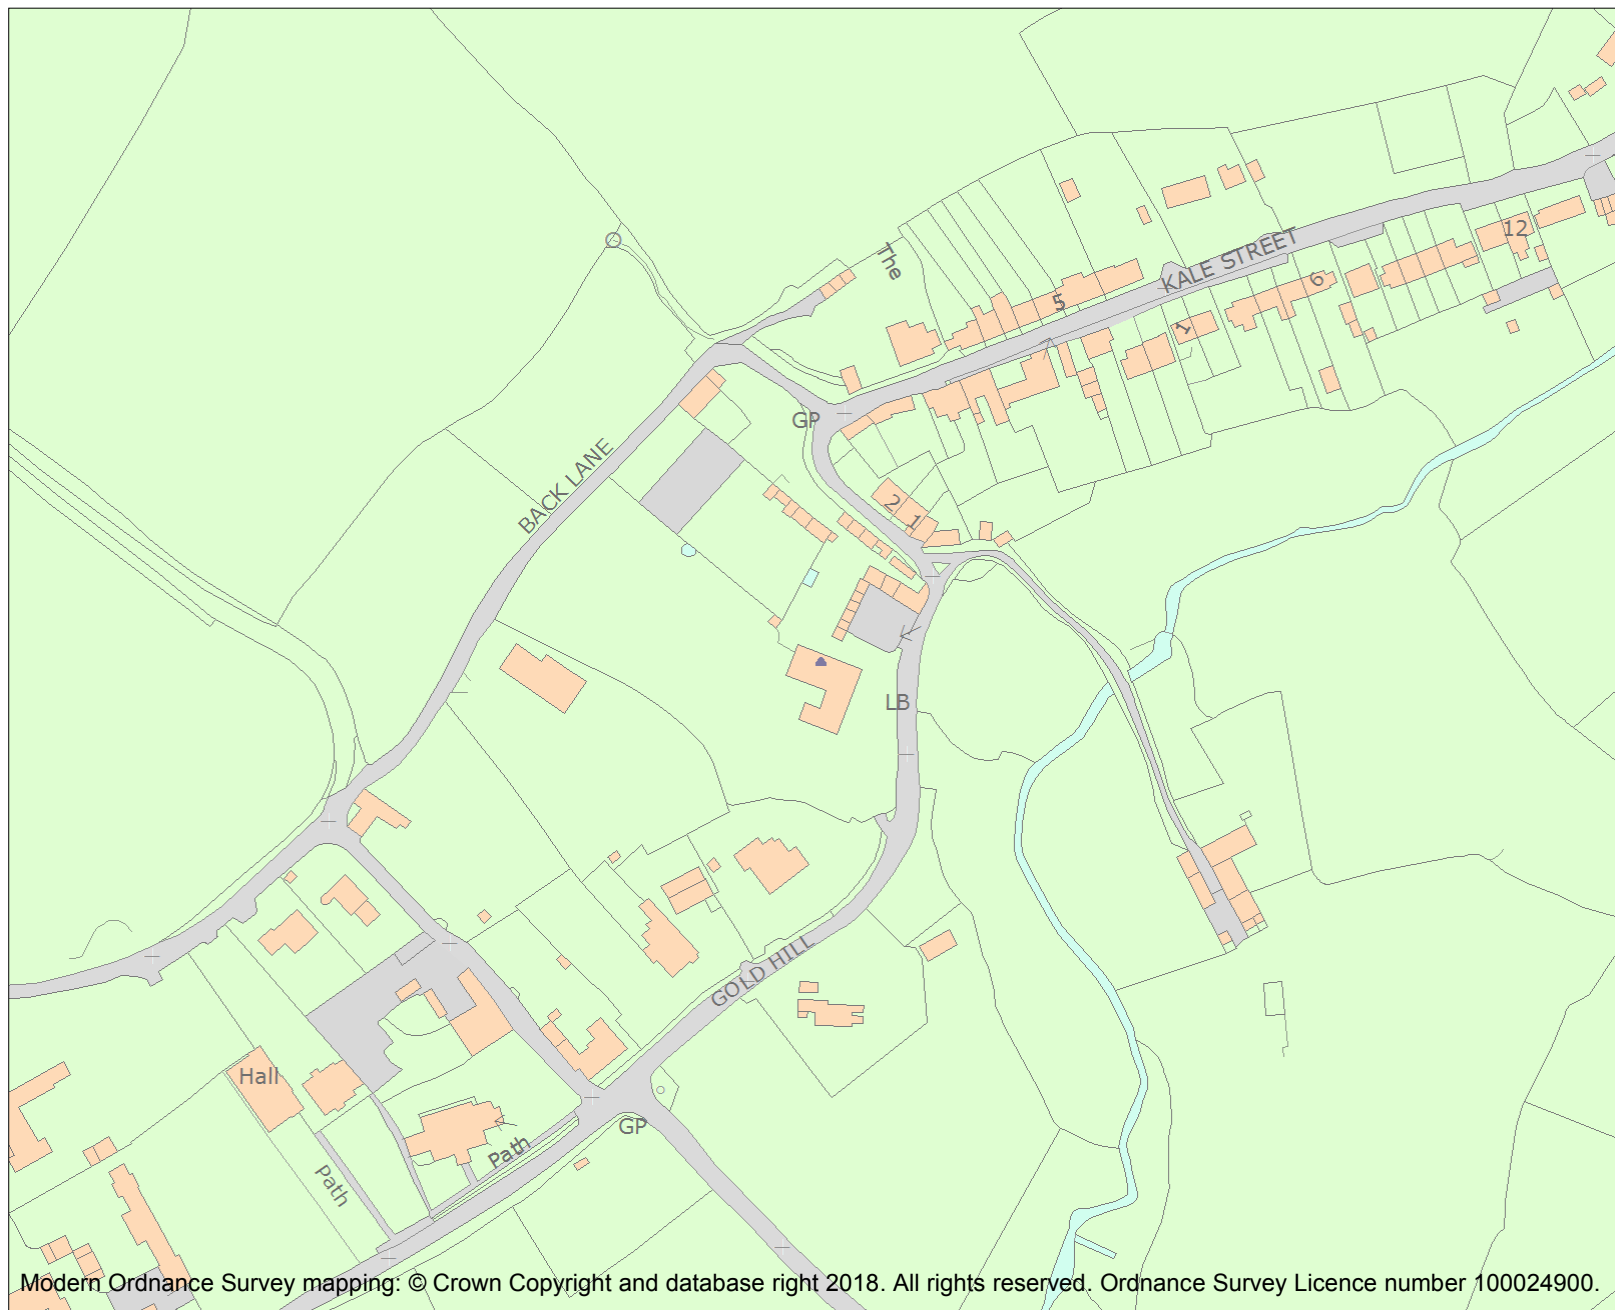 The
KALE STREET
12
6
5
1
GP
BACK LANE
2
1
LB
GOLD HILL
Hall
GP
Path
Path
Modern Ordnance Survey mapping: © Crown Copyright and database right 2018. All rights reserved. Ordnance Survey Licence number 100024900.